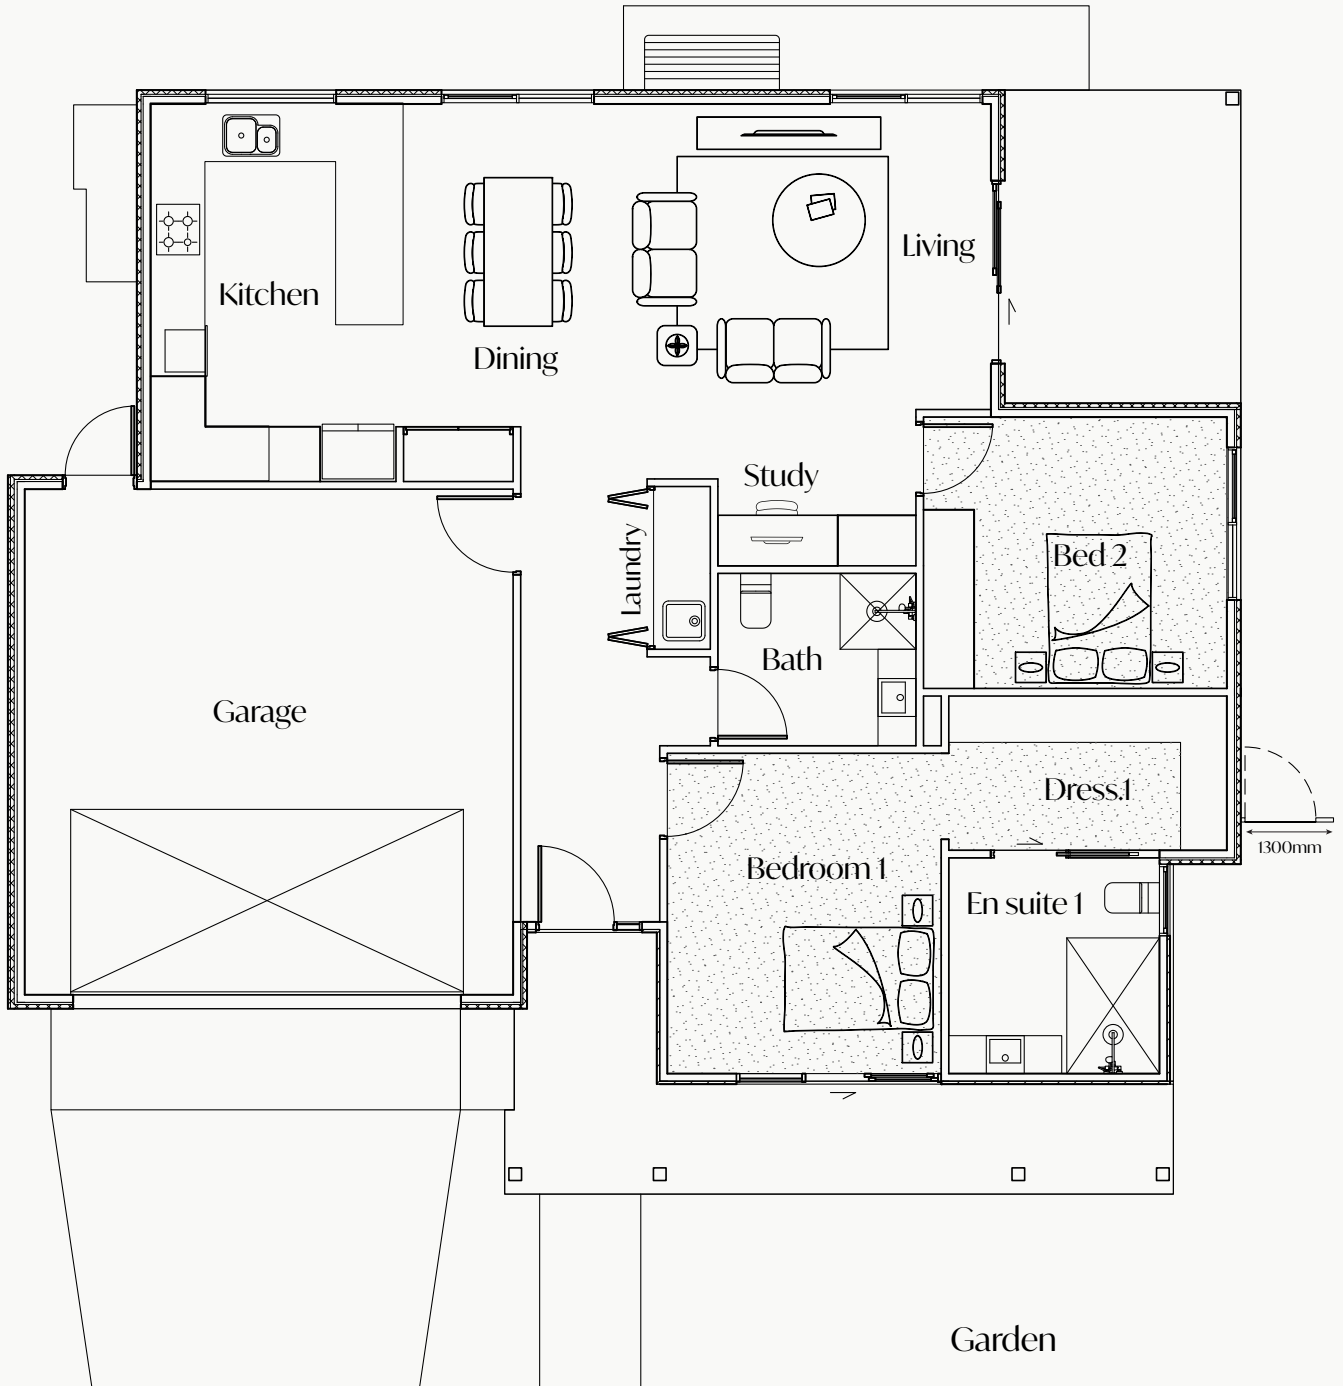 Living
Kitchen
Dining
Study
Laundry
Bed 2
Bath
Garage
Dress.1
1300mm
Bedroom 1
En suite 1
Garden